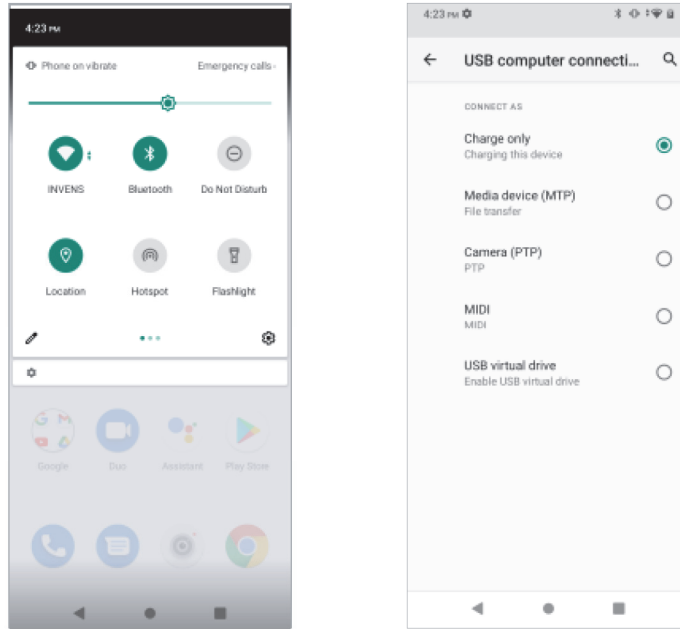 4:23 PM
Phone on vibrate
Emergency calls
INVENS
Bluetooth
Do Not Disturb
Location
Hotspot
Flashlight
G M
Google
Duo
Assistant
Play Store
4:23 PM
USB computer connecti...
CONNECT AS
Charge only
Charging this device
Media device (MTP)
File transfer
Camera (PTP)
PTP
MIDI
MIDI
USB virtual drive
Enable USB virtual drive